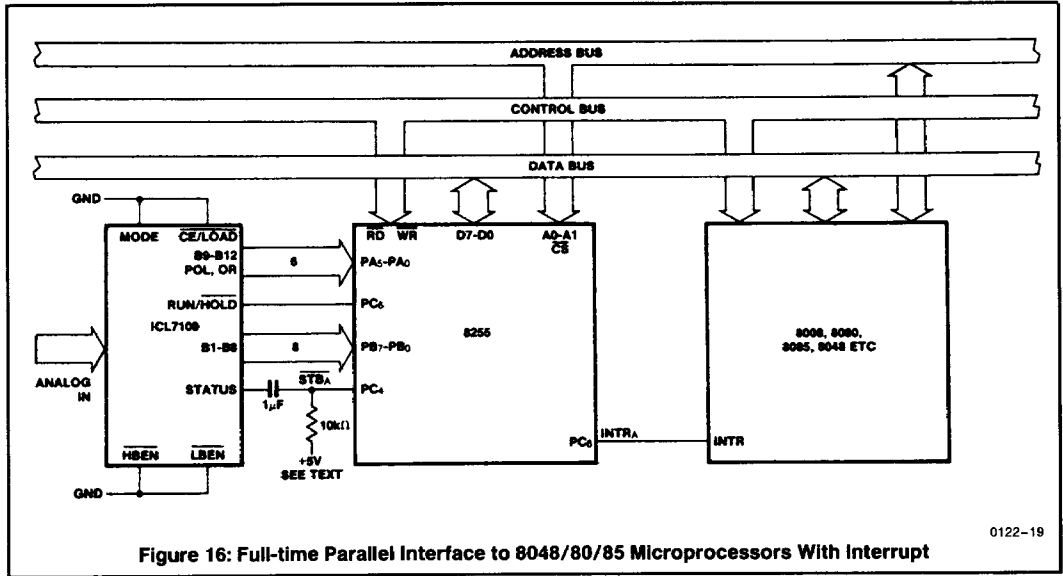 ADDRESS BUS
CONTROL BUS
DATA BUS
GND
MODE CE/LOAD
B9-B12
POL, OR
6
RUN/HOLD
ICL7109
B1-B8
8
STATUS
ANALOG
IN
1μF
STBA
10kΩ
+5V
SEE TEXT
HBEN LBEN
GND
RD WR D7-D0 A0-A1
CS
PA5-PA0
PC6
8255
PB7-PB0
PC4
PC6
INTRA
INTR
8008, 8080,
8085, 8048 ETC
0122-19
Figure 16: Full-time Parallel Interface to 8048/80/85 Microprocessors With Interrupt